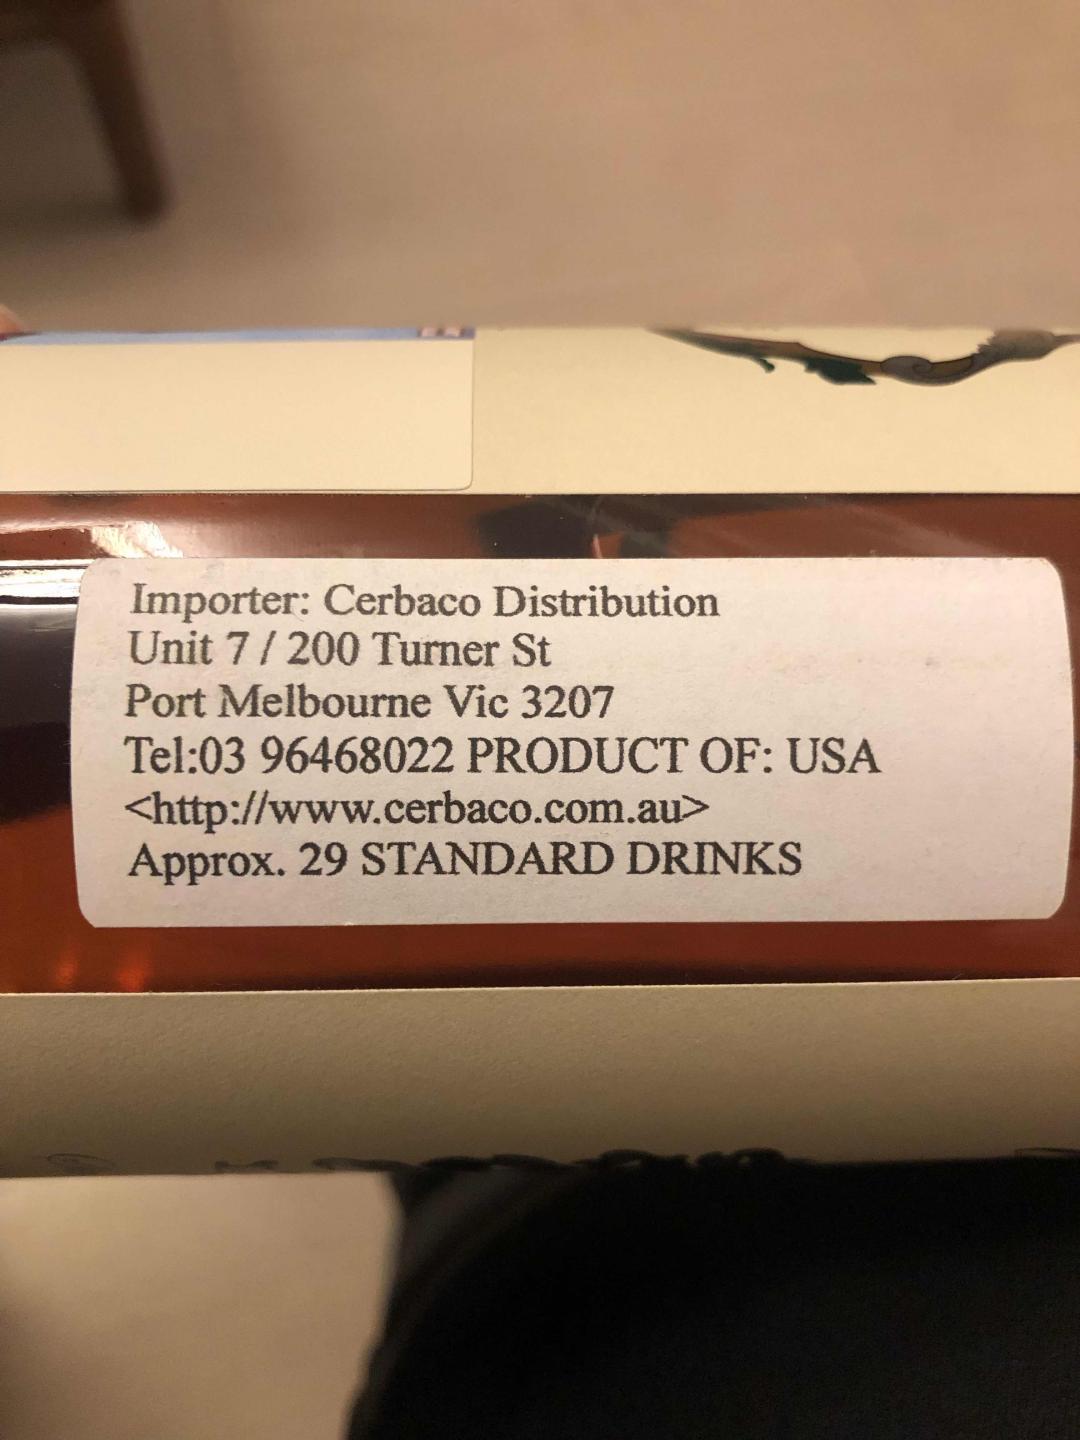 Importer: Cerbaco Distribution
Unit 7 / 200 Turner St
Port Melbourne Vic 3207
Tel:03 96468022 PRODUCT OF: USA
<http://www.cerbaco.com.au>
Approx. 29 STANDARD DRINKS